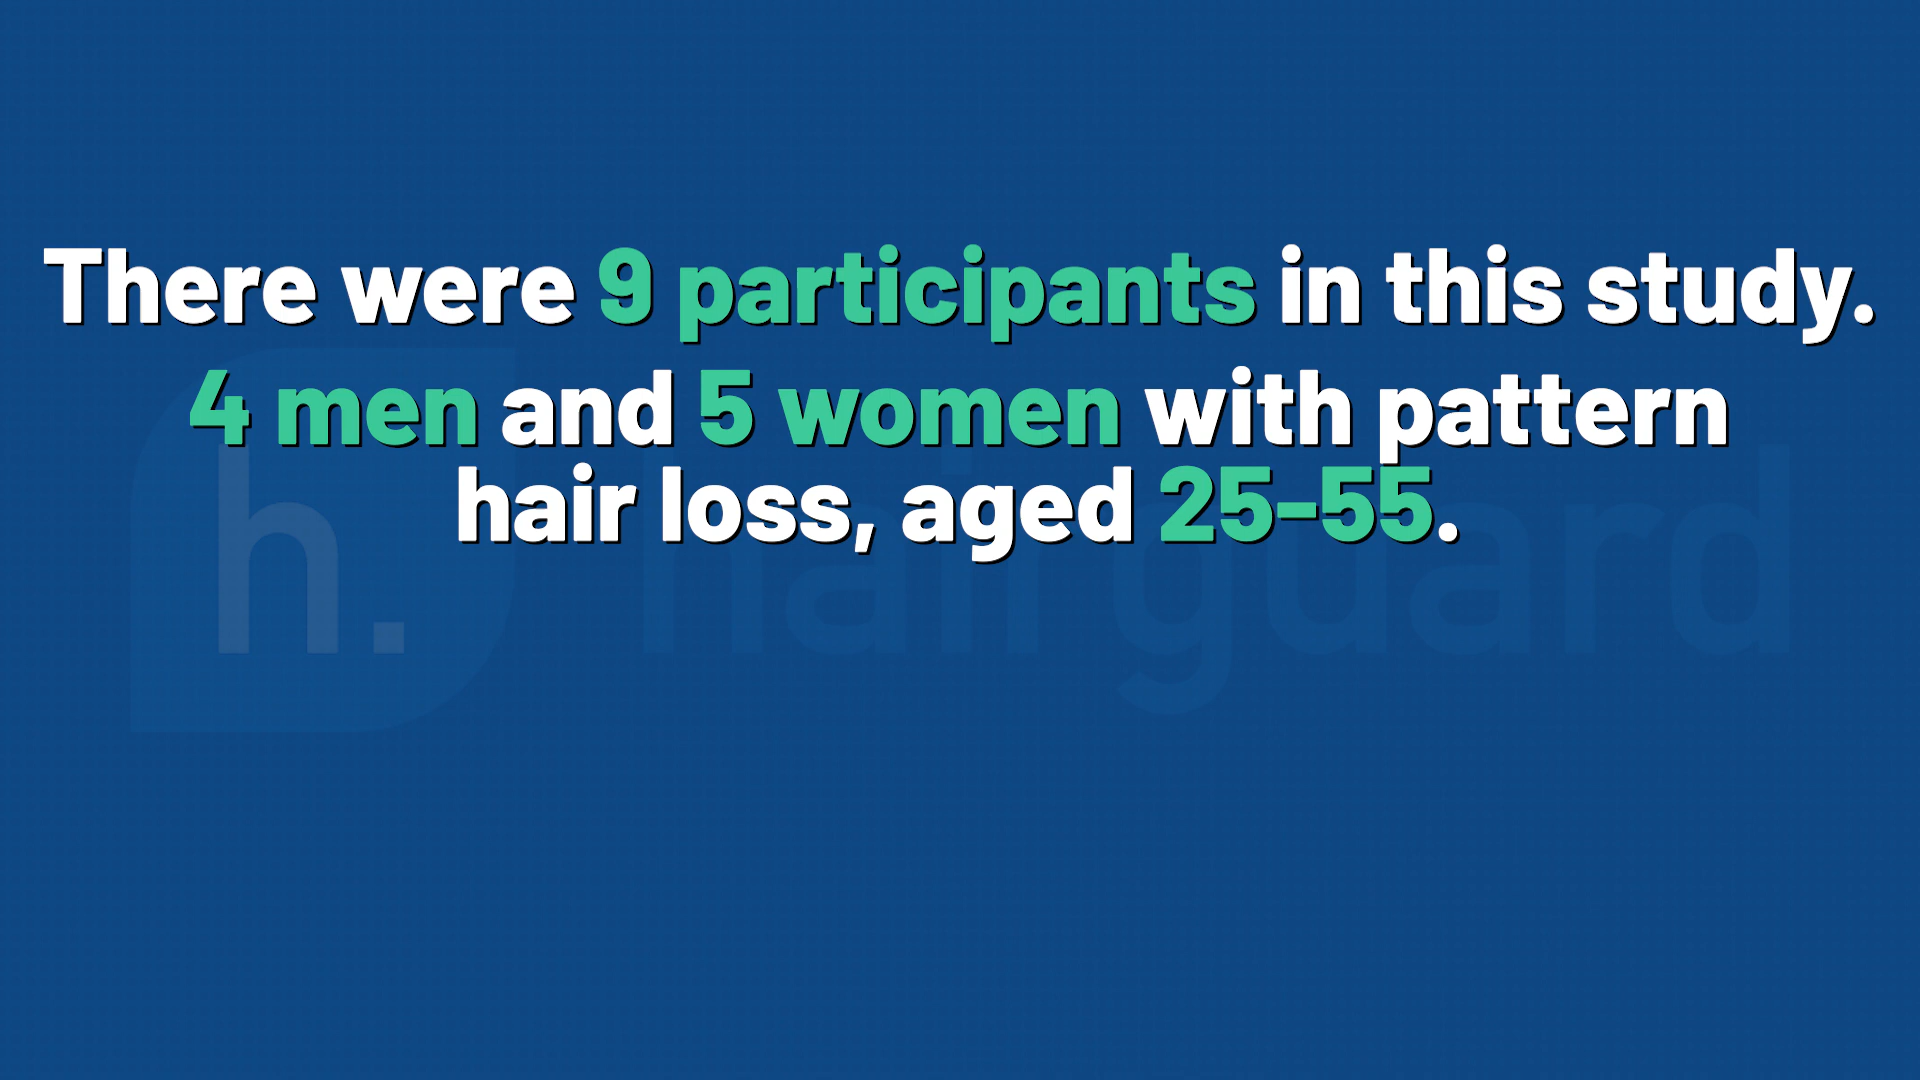 There were 9 participants in this study.
4 men and 5 women with pattern
hair loss, aged 25-55.
h. hairguard